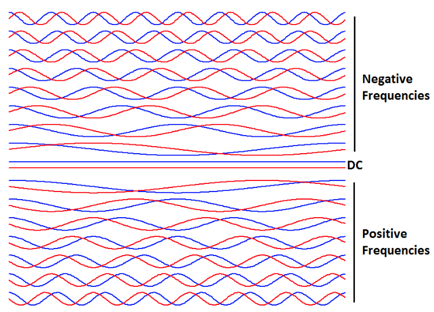 Negative
Frequencies
DC
Positive
Frequencies